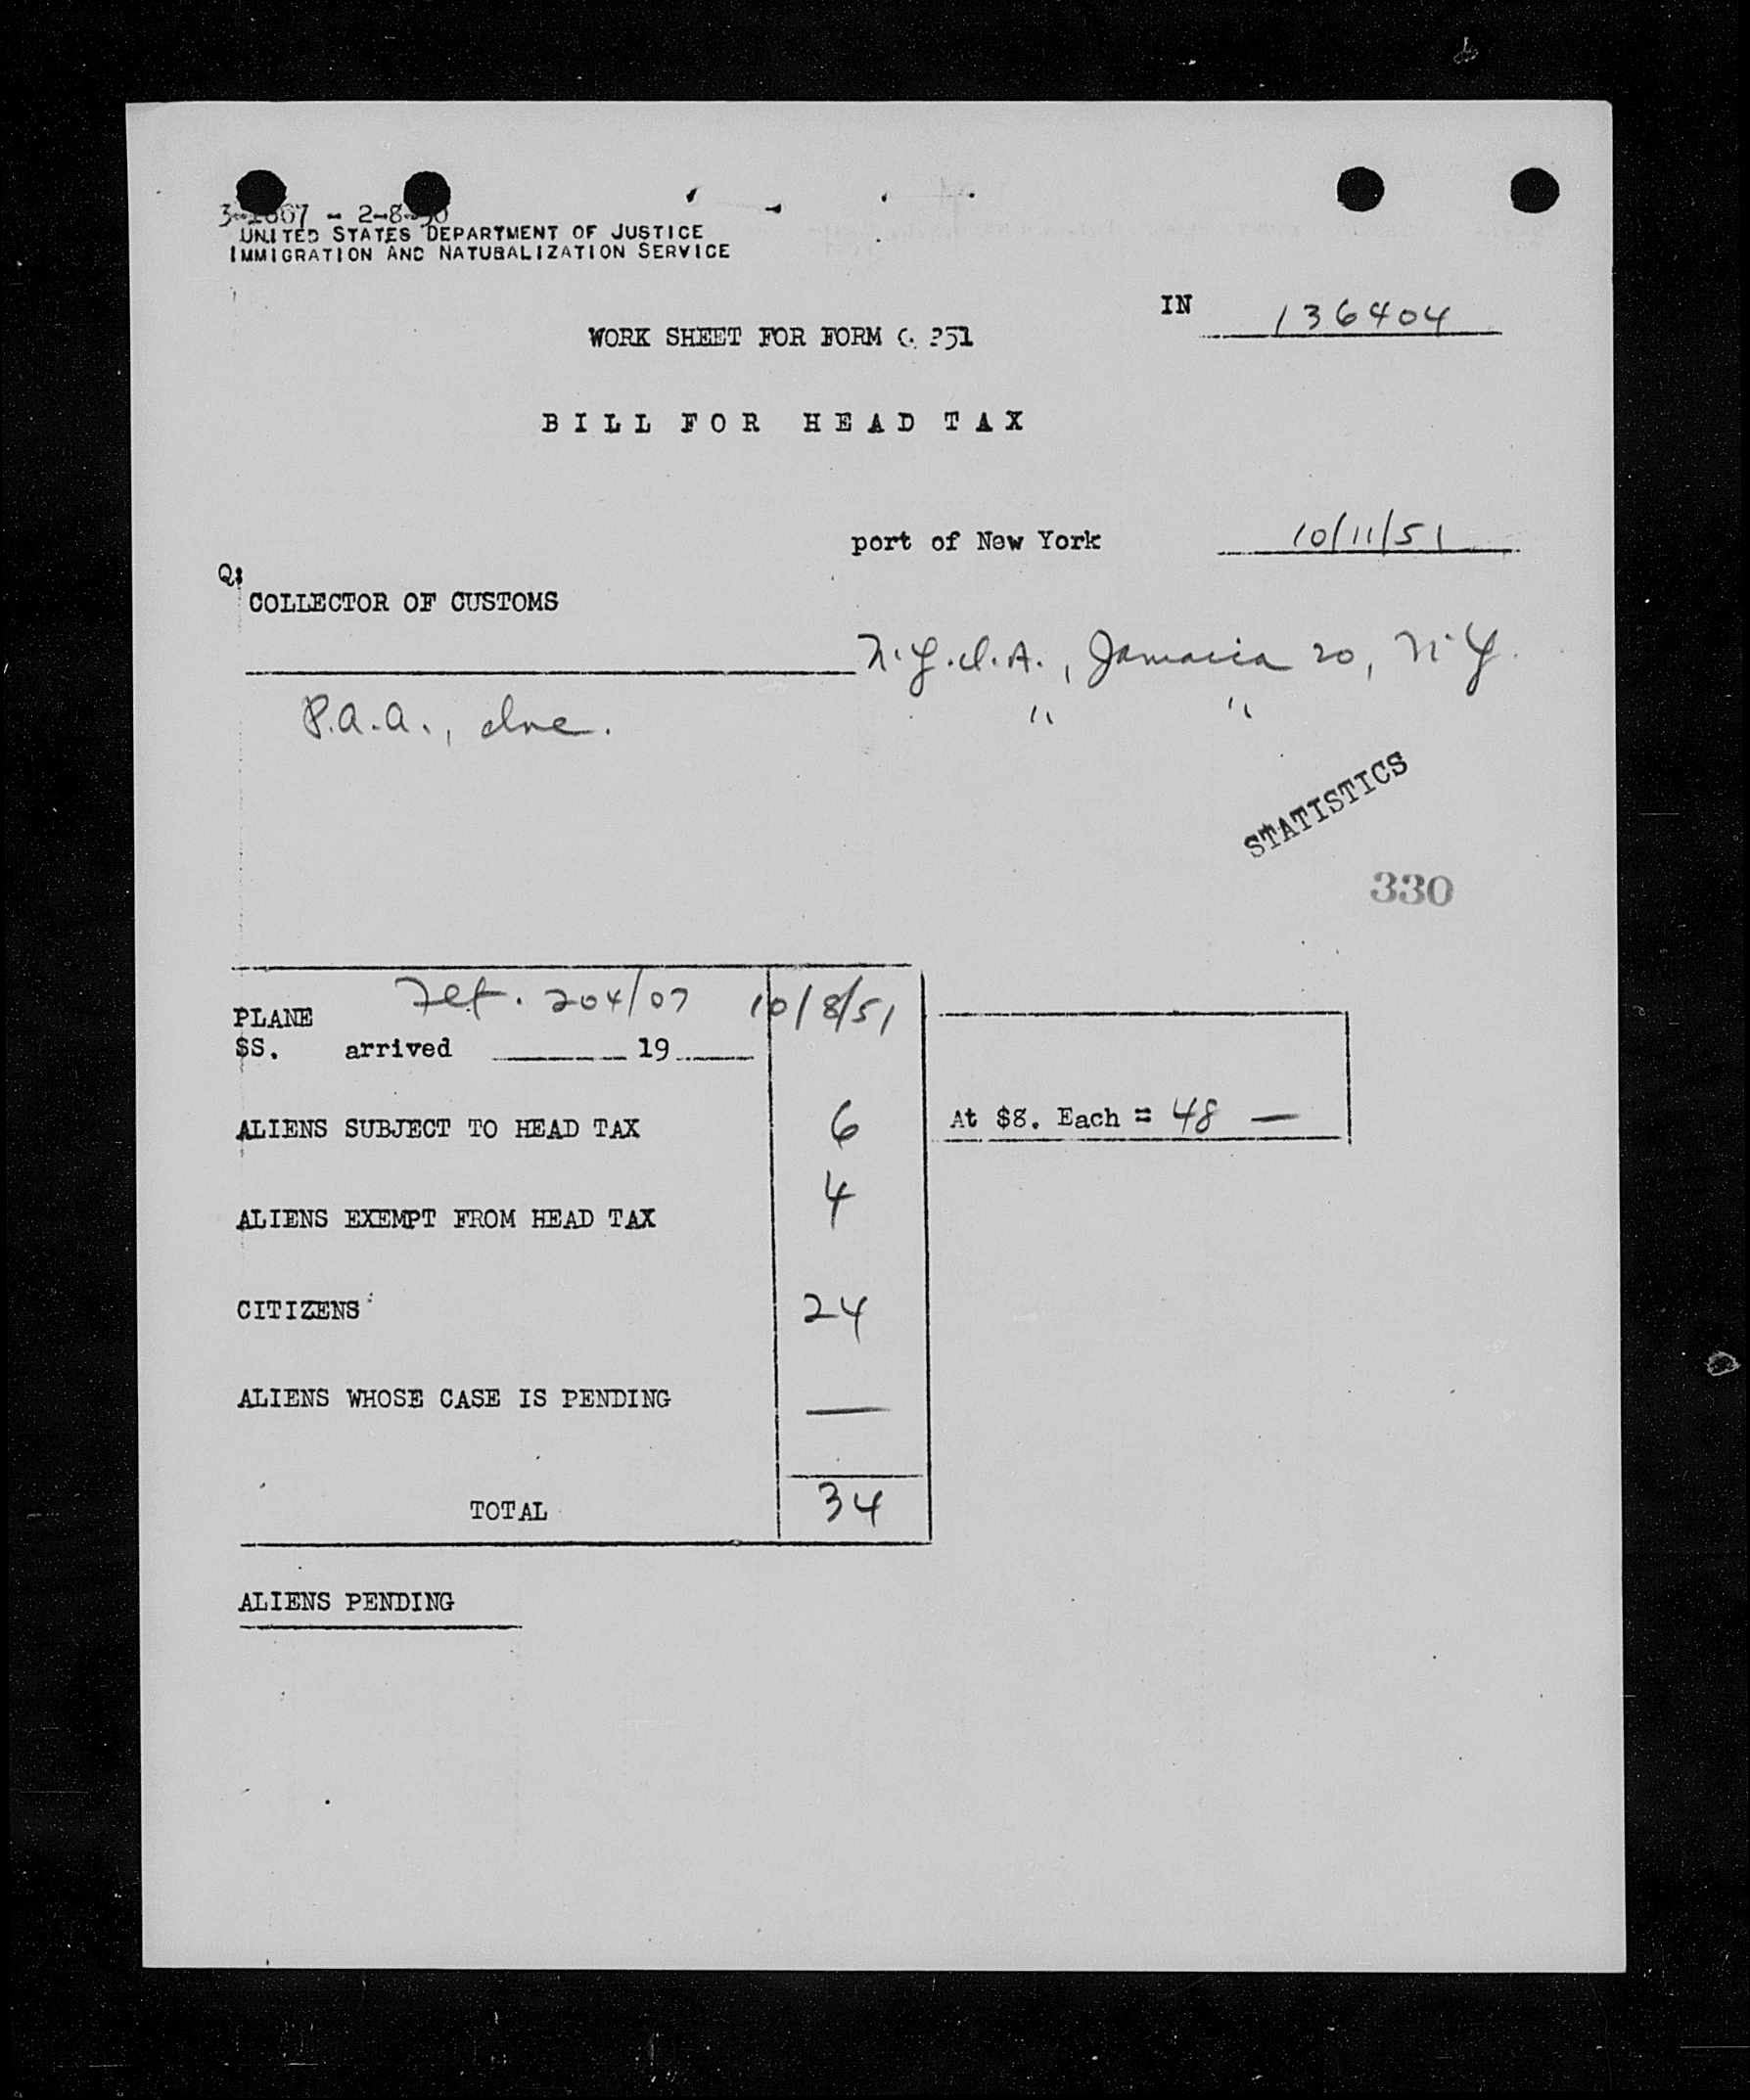 UNITED STATES DEPARTMENT OF JUSTICE
IMMIGRATION AND NATURALIZATION SERVICE
IN 136404
WORK SHEET FOR FORM 351
BILL FOR HEAD TAX
port of New York 10/11/51
Q:
COLLECTOR OF CUSTOMS
N.Y.I.A., Jamaica 20, N.Y.
P.A.A., Inc. " "
STATISTICS
330
PLANE 204/07 10/8/51
SS. arrived 19
ALIENS SUBJECT TO HEAD TAX 6 At $8. Each = 48 —
ALIENS EXEMPT FROM HEAD TAX 4
CITIZENS 24
ALIENS WHOSE CASE IS PENDING —
TOTAL 34
ALIENS PENDING